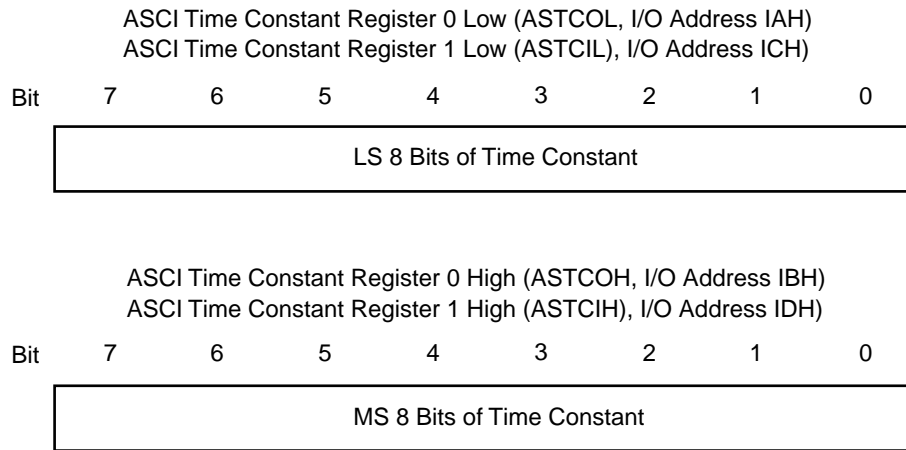 ASCI Time Constant Register 0 Low (ASTCOL, I/O Address IAH)
ASCI Time Constant Register 1 Low (ASTCIL), I/O Address ICH)
Bit 7 6 5 4 3 2 1 0
LS 8 Bits of Time Constant
ASCI Time Constant Register 0 High (ASTCOH, I/O Address IBH)
ASCI Time Constant Register 1 High (ASTCIH), I/O Address IDH)
Bit 7 6 5 4 3 2 1 0
MS 8 Bits of Time Constant